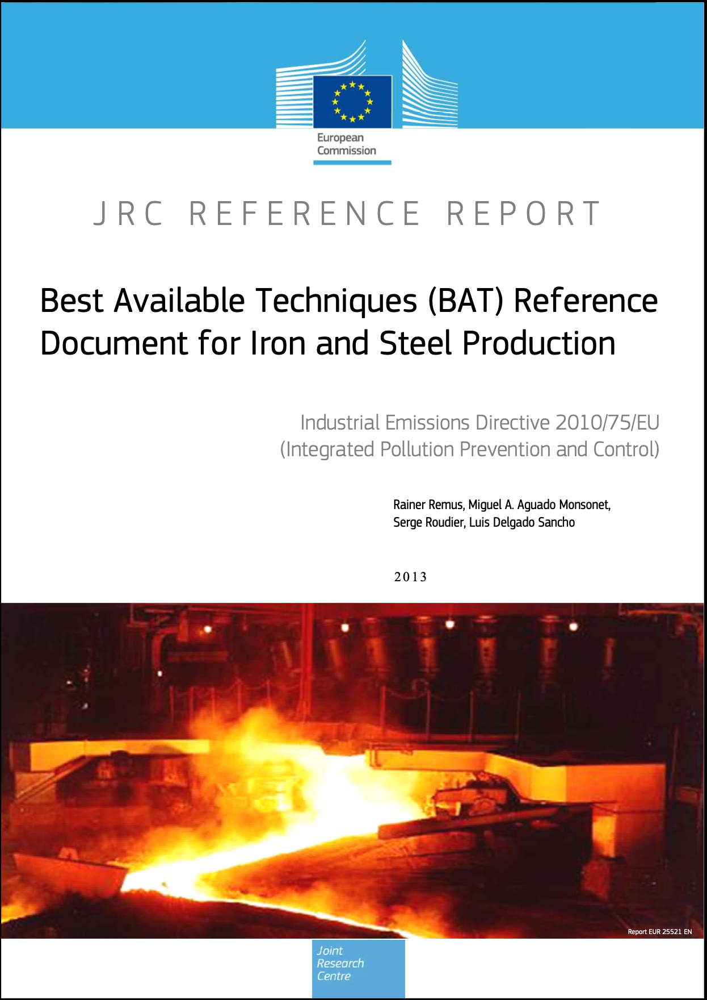 European
Commission
JRC REFERENCE REPORT
Best Available Techniques (BAT) Reference
Document for Iron and Steel Production
Industrial Emissions Directive 2010/75/EU
(Integrated Pollution Prevention and Control)
Rainer Remus, Miguel A. Aguado Monsonet,
Serge Roudier, Luis Delgado Sancho
2013
Report EUR 25521 EN
Joint
Research
Centre